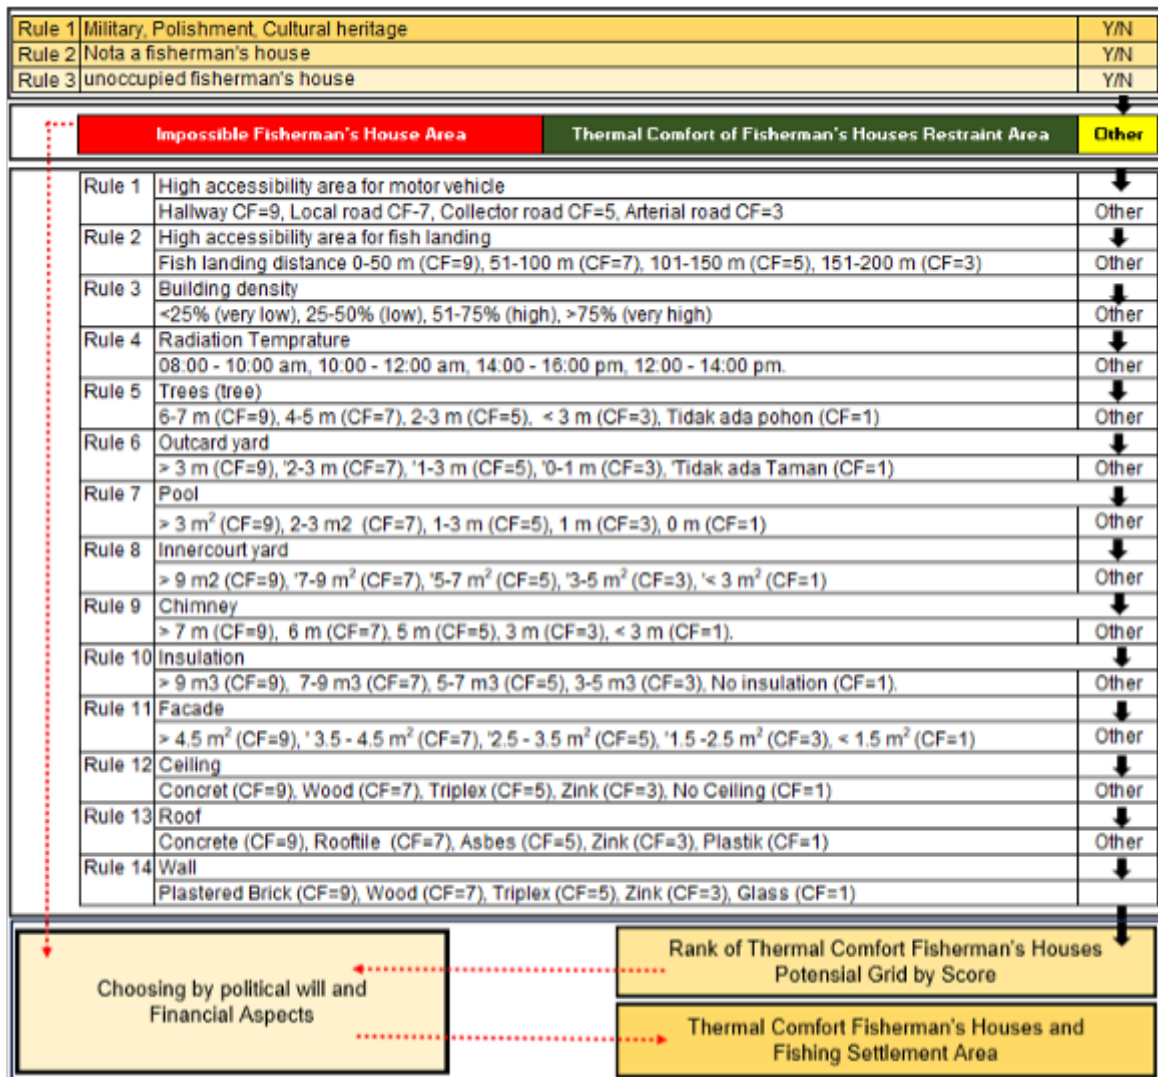 Rule 1 Military, Polishment, Cultural heritage Y/N
Rule 2 Nota a fisherman's house Y/N
Rule 3 unoccupied fisherman's house Y/N
Impossible Fisherman's House Area Thermal Comfort of Fisherman's Houses Restraint Area Other
Rule 1 High accessibility area for motor vehicle
Hallway CF=9, Local road CF-7, Collector road CF=5, Arterial road CF=3 Other
Rule 2 High accessibility area for fish landing
Fish landing distance 0-50 m (CF=9), 51-100 m (CF=7), 101-150 m (CF=5), 151-200 m (CF=3) Other
Rule 3 Building density
<25% (very low), 25-50% (low), 51-75% (high), >75% (very high) Other
Rule 4 Radiation Temprature
08:00 - 10:00 am, 10:00 - 12:00 am, 14:00 - 16:00 pm, 12:00 - 14:00 pm. Other
Rule 5 Trees (tree)
6-7 m (CF=9), 4-5 m (CF=7), 2-3 m (CF=5), < 3 m (CF=3), Tidak ada pohon (CF=1) Other
Rule 6 Outcard yard
> 3 m (CF=9), '2-3 m (CF=7), '1-3 m (CF=5), '0-1 m (CF=3), 'Tidak ada Taman (CF=1) Other
Rule 7 Pool
> 3 m² (CF=9), 2-3 m2 (CF=7), 1-3 m (CF=5), 1 m (CF=3), 0 m (CF=1) Other
Rule 8 Innercourt yard
> 9 m2 (CF=9), '7-9 m² (CF=7), '5-7 m² (CF=5), '3-5 m² (CF=3), '< 3 m² (CF=1) Other
Rule 9 Chimney
> 7 m (CF=9), 6 m (CF=7), 5 m (CF=5), 3 m (CF=3), < 3 m (CF=1). Other
Rule 10 Insulation
> 9 m3 (CF=9), 7-9 m3 (CF=7), 5-7 m3 (CF=5), 3-5 m3 (CF=3), No insulation (CF=1). Other
Rule 11 Facade
> 4.5 m² (CF=9), ' 3.5 - 4.5 m² (CF=7), '2.5 - 3.5 m² (CF=5), '1.5 -2.5 m² (CF=3), < 1.5 m² (CF=1) Other
Rule 12 Ceiling
Concret (CF=9), Wood (CF=7), Triplex (CF=5), Zink (CF=3), No Ceiling (CF=1) Other
Rule 13 Roof
Concrete (CF=9), Rooftile (CF=7), Asbes (CF=5), Zink (CF=3), Plastik (CF=1) Other
Rule 14 Wall
Plastered Brick (CF=9), Wood (CF=7), Triplex (CF=5), Zink (CF=3), Glass (CF=1)
Choosing by political will and
Financial Aspects
Rank of Thermal Comfort Fisherman's Houses
Potensial Grid by Score
Thermal Comfort Fisherman's Houses and
Fishing Settlement Area